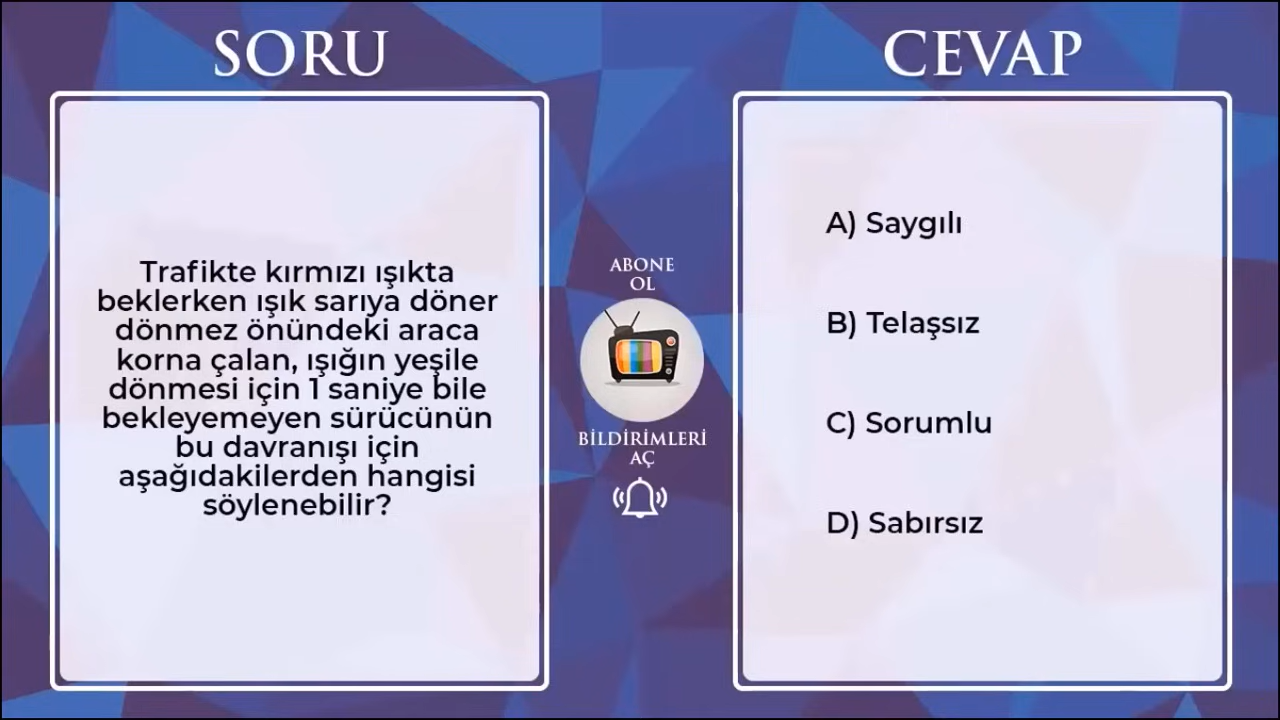 SORU
Trafikte kırmızı ışıkta
beklerken ışık sarıya döner
dönmez önündeki araca
korna çalan, ışığın yeşile
dönmesi için 1 saniye bile
bekleyemeyen sürücünün
bu davranışı için
aşağıdakilerden hangisi
söylenebilir?
ABONE
OL
BİLDİRİMLERİ
AÇ
CEVAP
A) Saygılı
B) Telaşsız
C) Sorumlu
D) Sabırsız